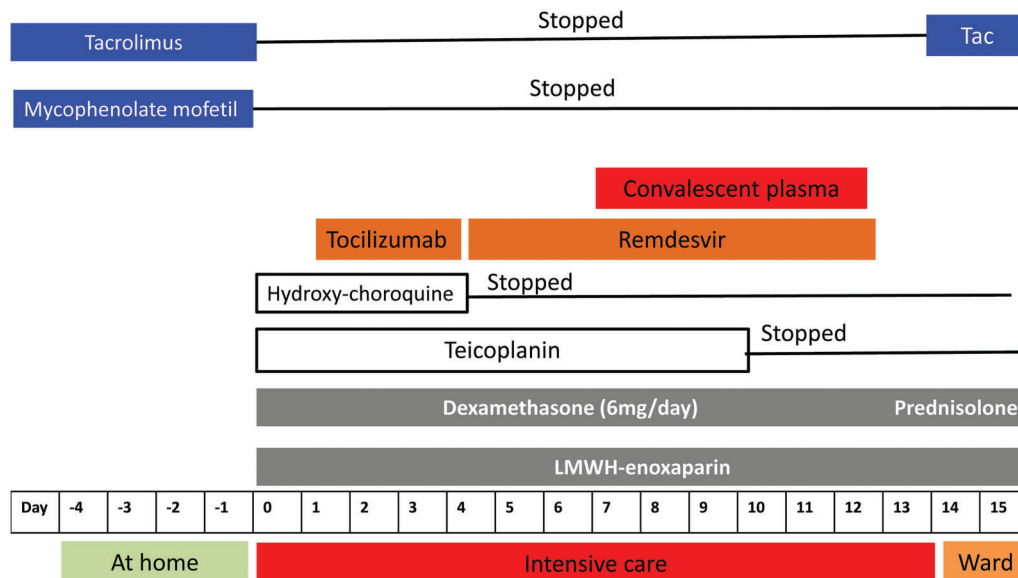 Stopped
Tacrolimus
Tac
Stopped
Mycophenolate mofetil
Convalescent plasma
Tocilizumab Remdesvir
Hydroxy-choroquine Stopped
Teicoplanin Stopped
Dexamethasone (6mg/day) Prednisolone
LMWH-enoxaparin
Day -4 -3 -2 -1 0 1 2 3 4 5 6 7 8 9 10 11 12 13 14 15
At home Intensive care Ward